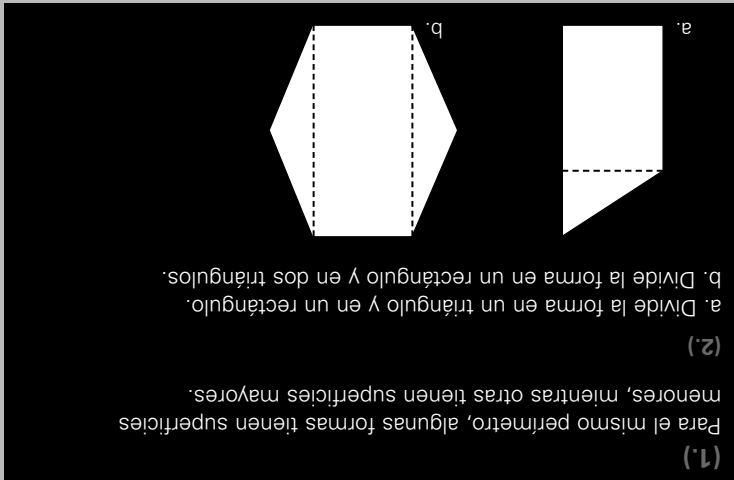 (1.)
Para el mismo perímetro, algunas formas tienen superficies
menores, mientras otras tienen superficies mayores.
(2.)
a. Divide la forma en un triángulo y en un rectángulo.
b. Divide la forma en un rectángulo y en dos triángulos.
a.
b.